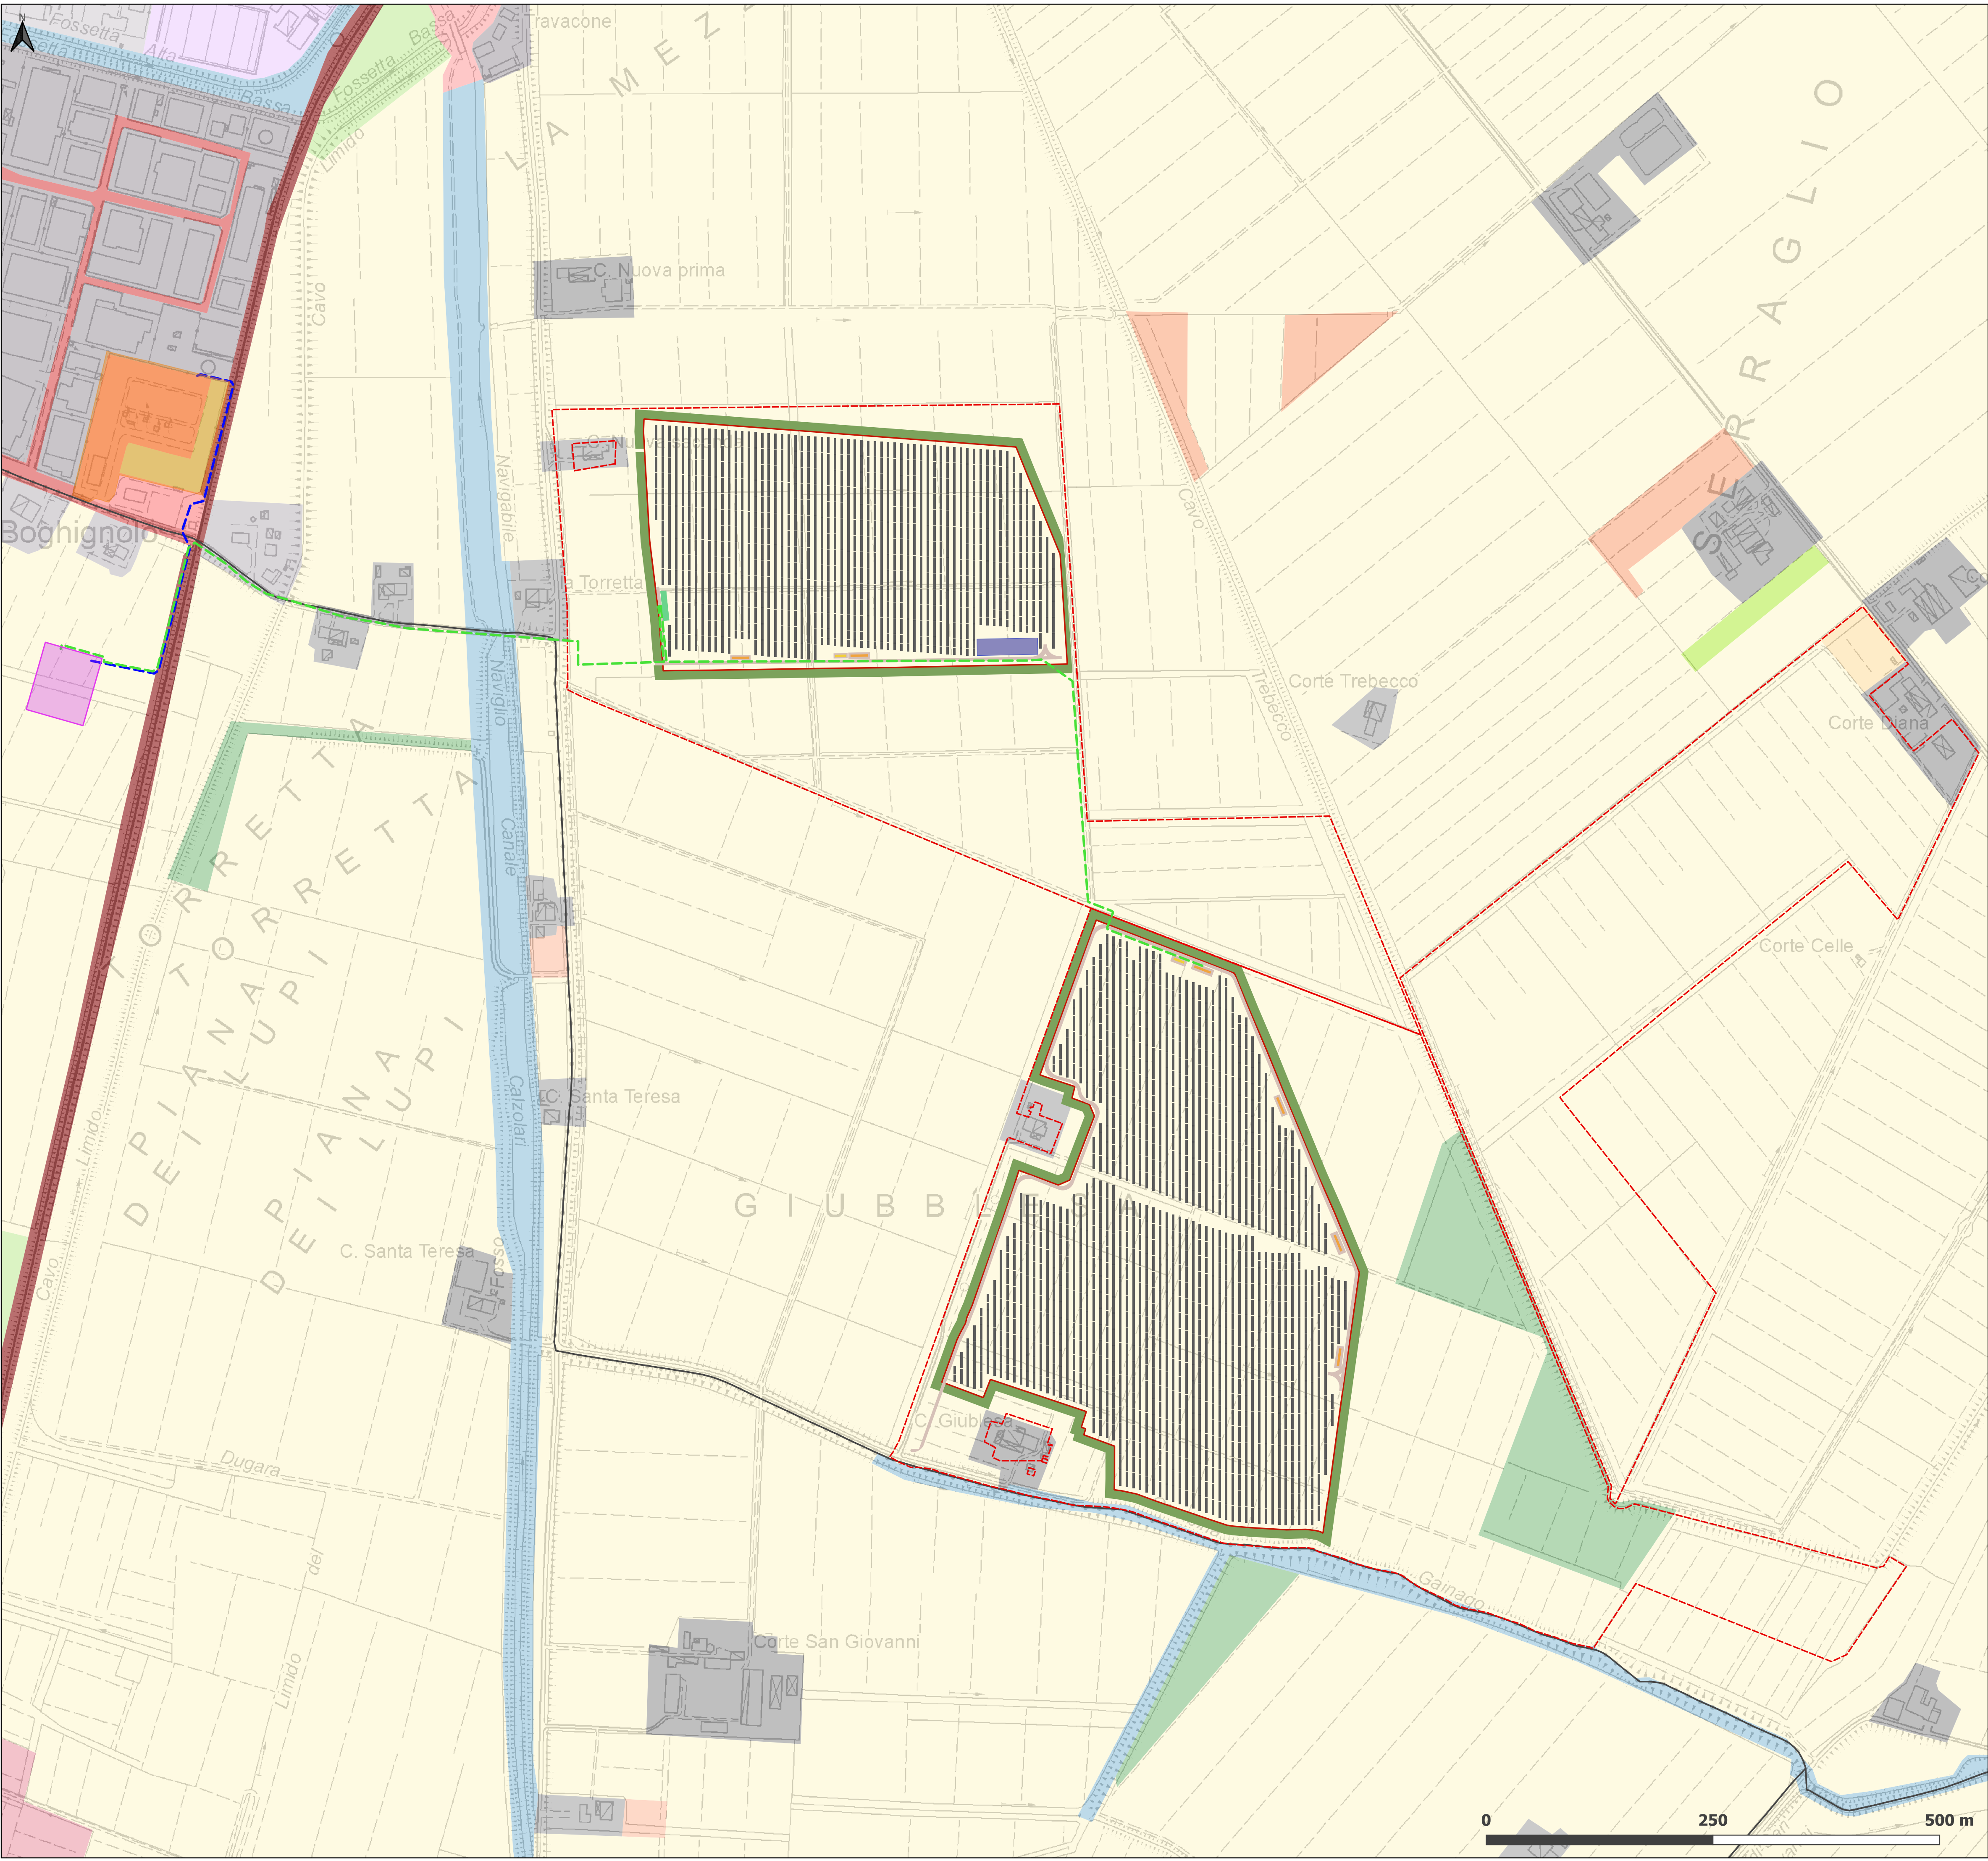 N
Fossetta
Alta
Bassa
Fossetta
Bassa
Limido
Travacone
L A M E Z Z
S E R R A G L I O
Cavo
C. Nuova prima
Navigabile
Boghignolo
la Torretta
Cavo
Trebecco
Corte Trebecco
Corte Diana
Naviglio
Canale
T O R R E T T A
T O R R E T T A
P I A N A
D E I L U P I
P I A N A
D E I L U P I
Corte Celle
Calzolari
C. Santa Teresa
Limido
Cavo
C. Santa Teresa
Fosso
G I U B B L E S A
C. Giublesa
Dugara
del
Limido
Gainago
Corte San Giovanni
0 250 500 m